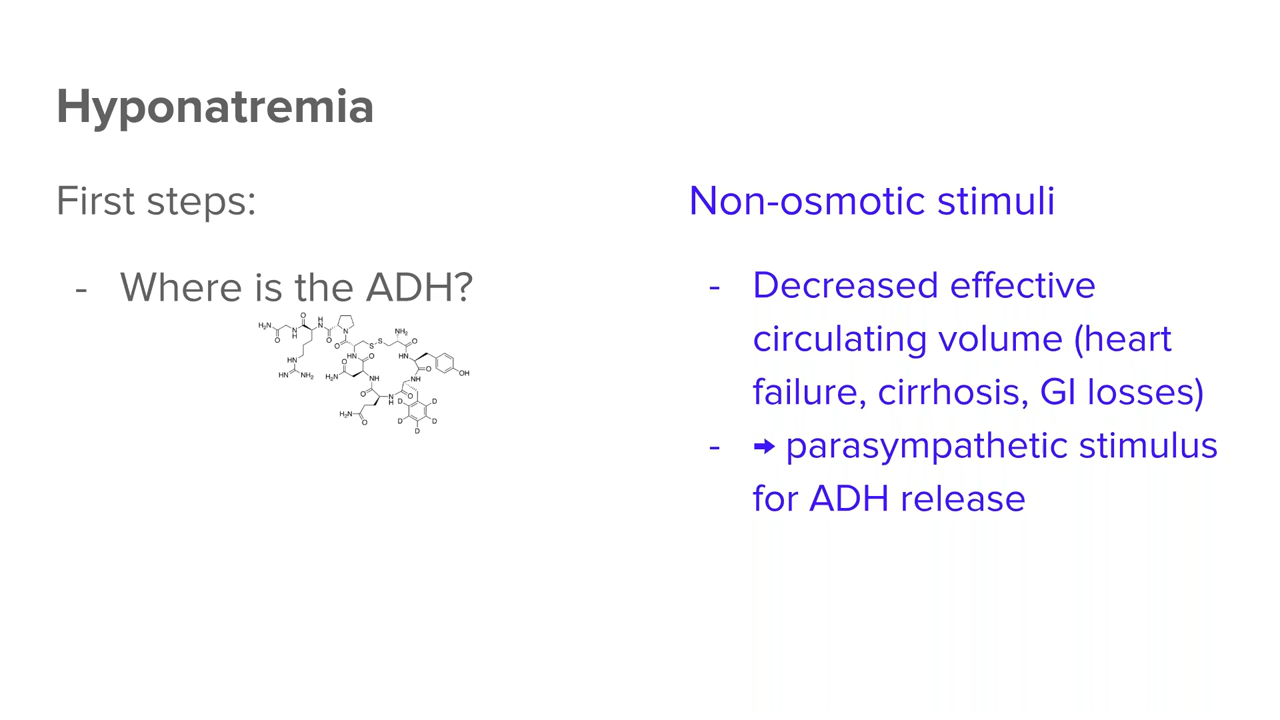 Hyponatremia
First steps:
- Where is the ADH?
Non-osmotic stimuli
- Decreased effective
circulating volume (heart
failure, cirrhosis, GI losses)
- ➞ parasympathetic stimulus
for ADH release